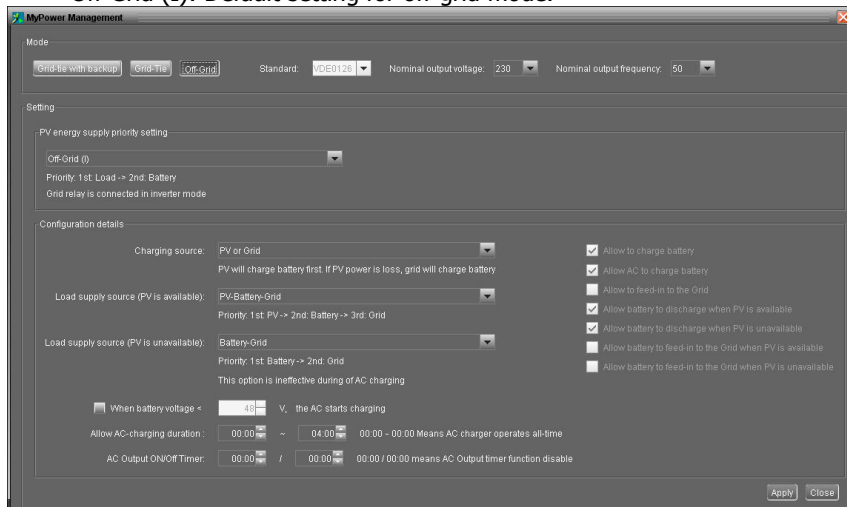 Off-Grid (I): Default setting for off-grid mode.
MyPower Management
Mode
Grid-tie with backup Grid-Tie Off-Grid Standard: VDE0126 Nominal output voltage: 230 Nominal output frequency: 50
Setting
PV energy supply priority setting
Off-Grid (I)
Priority: 1st: Load -> 2nd: Battery
Grid relay is connected in inverter mode
Configuration details
Charging source: PV or Grid
PV will charge battery first. If PV power is loss, grid will charge battery
Load supply source (PV is available): PV-Battery-Grid
Priority: 1st: PV-> 2nd: Battery-> 3rd: Grid
Load supply source (PV is unavailable): Battery-Grid
Priority: 1st: Battery-> 2nd: Grid
This option is ineffective during of AC charging
When battery voltage < 48 V, the AC starts charging
Allow AC-charging duration : 00:00 ~ 04:00 00:00 – 00:00 Means AC charger operates all-time
AC Output ON/Off Timer: 00:00 / 00:00 00:00 / 00:00 means AC Output timer function disable
Allow to charge battery
Allow AC to charge battery
Allow to feed-in to the Grid
Allow battery to discharge when PV is available
Allow battery to discharge when PV is unavailable
Allow battery to feed-in to the Grid when PV is available
Allow battery to feed-in to the Grid when PV is unavailable
Apply Close